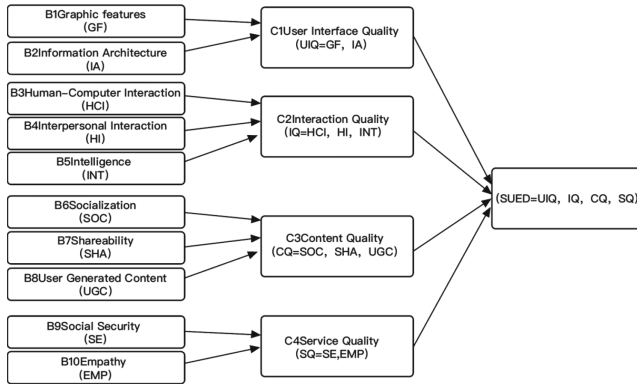 B1Graphic features
(GF)
B2Information Architecture
(IA)
B3Human-Computer Interaction
(HCI)
B4Interpersonal Interaction
(HI)
B5Intelligence
(INT)
B6Socialization
(SOC)
B7Shareability
(SHA)
B8User Generated Content
(UGC)
B9Social Security
(SE)
B10Empathy
(EMP)
C1User Interface Quality
(UIQ=GF, IA)
C2Interaction Quality
(IQ=HCI, HI, INT)
C3Content Quality
(CQ=SOC, SHA, UGC)
C4Service Quality
(SQ=SE,EMP)
(SUED=UIQ, IQ, CQ, SQ)